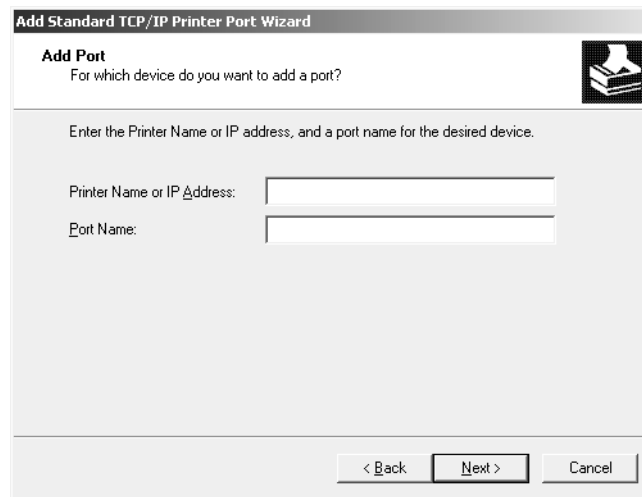 Add Standard TCP/IP Printer Port Wizard
Add Port
For which device do you want to add a port?
Enter the Printer Name or IP address, and a port name for the desired device.
Printer Name or IP Address:
Port Name:
< Back Next > Cancel